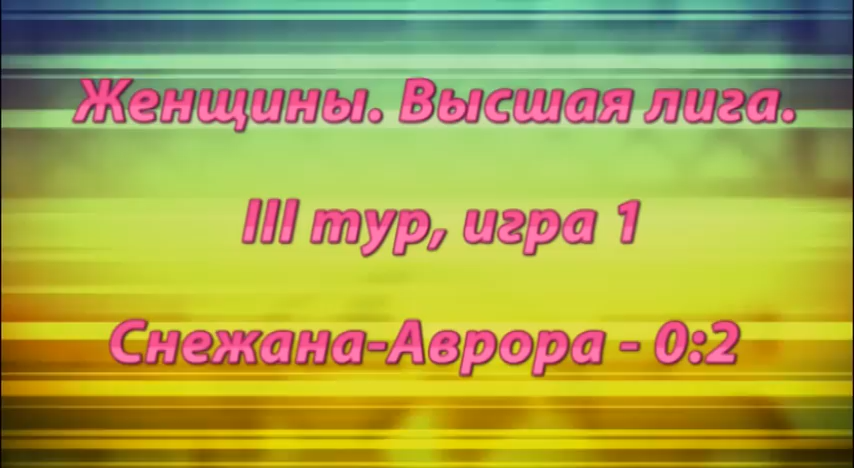 Женщины. Высшая лига.
III тур, игра 1
Снежана-Аврора - 0:2